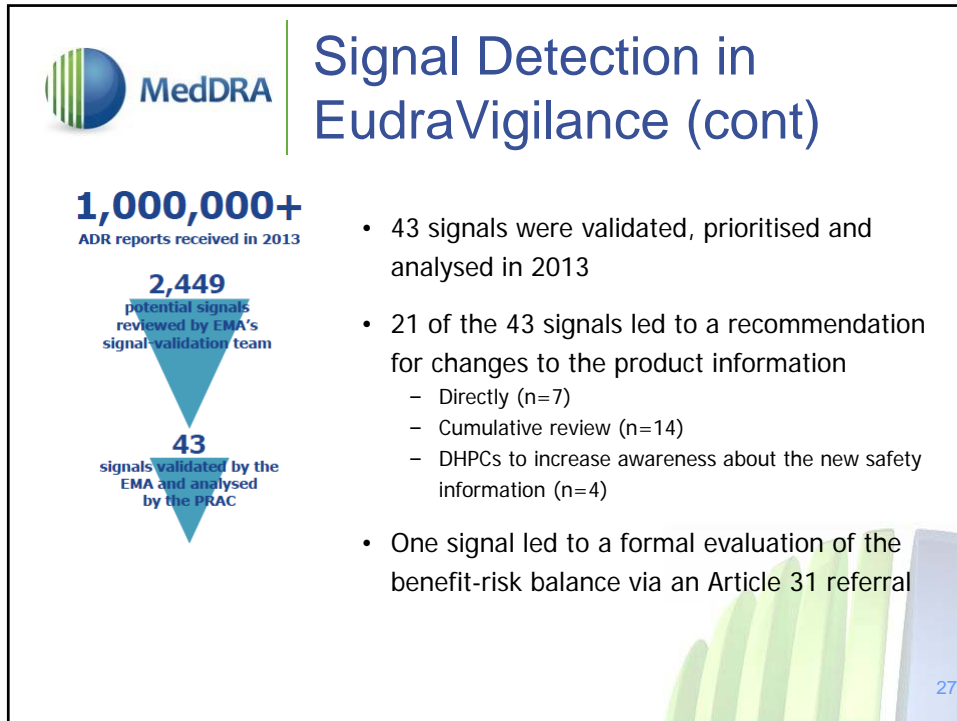 MedDRA
Signal Detection in
EudraVigilance (cont)
1,000,000+
ADR reports received in 2013
2,449
potential signals
reviewed by EMA's
signal-validation team
43
signals validated by the
EMA and analysed
by the PRAC
• 43 signals were validated, prioritised and
analysed in 2013
• 21 of the 43 signals led to a recommendation
for changes to the product information
− Directly (n=7)
− Cumulative review (n=14)
− DHPCs to increase awareness about the new safety
information (n=4)
• One signal led to a formal evaluation of the
benefit-risk balance via an Article 31 referral
27